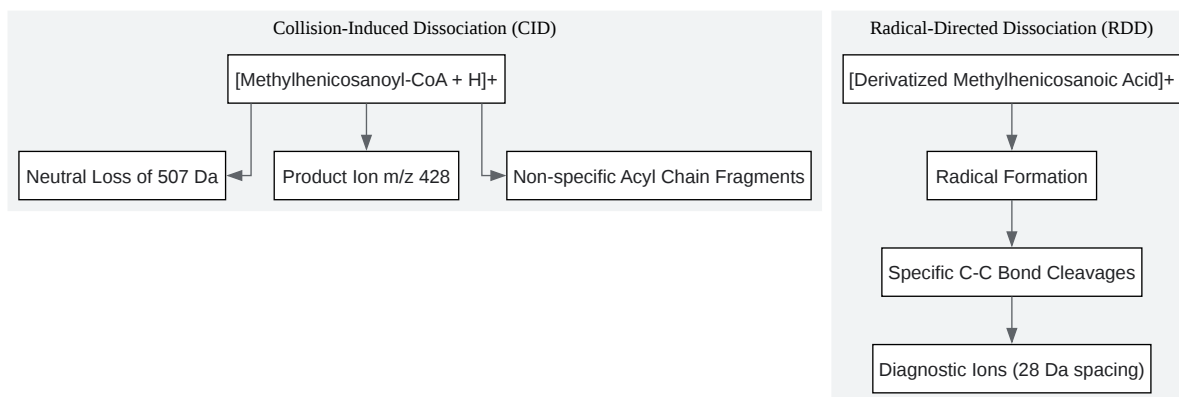 Collision-Induced Dissociation (CID)
[Methylhenicosanoyl-CoA + H]+
Neutral Loss of 507 Da
Product Ion m/z 428
Non-specific Acyl Chain Fragments
Radical-Directed Dissociation (RDD)
[Derivatized Methylhenicosanoic Acid]+
Radical Formation
Specific C-C Bond Cleavages
Diagnostic Ions (28 Da spacing)